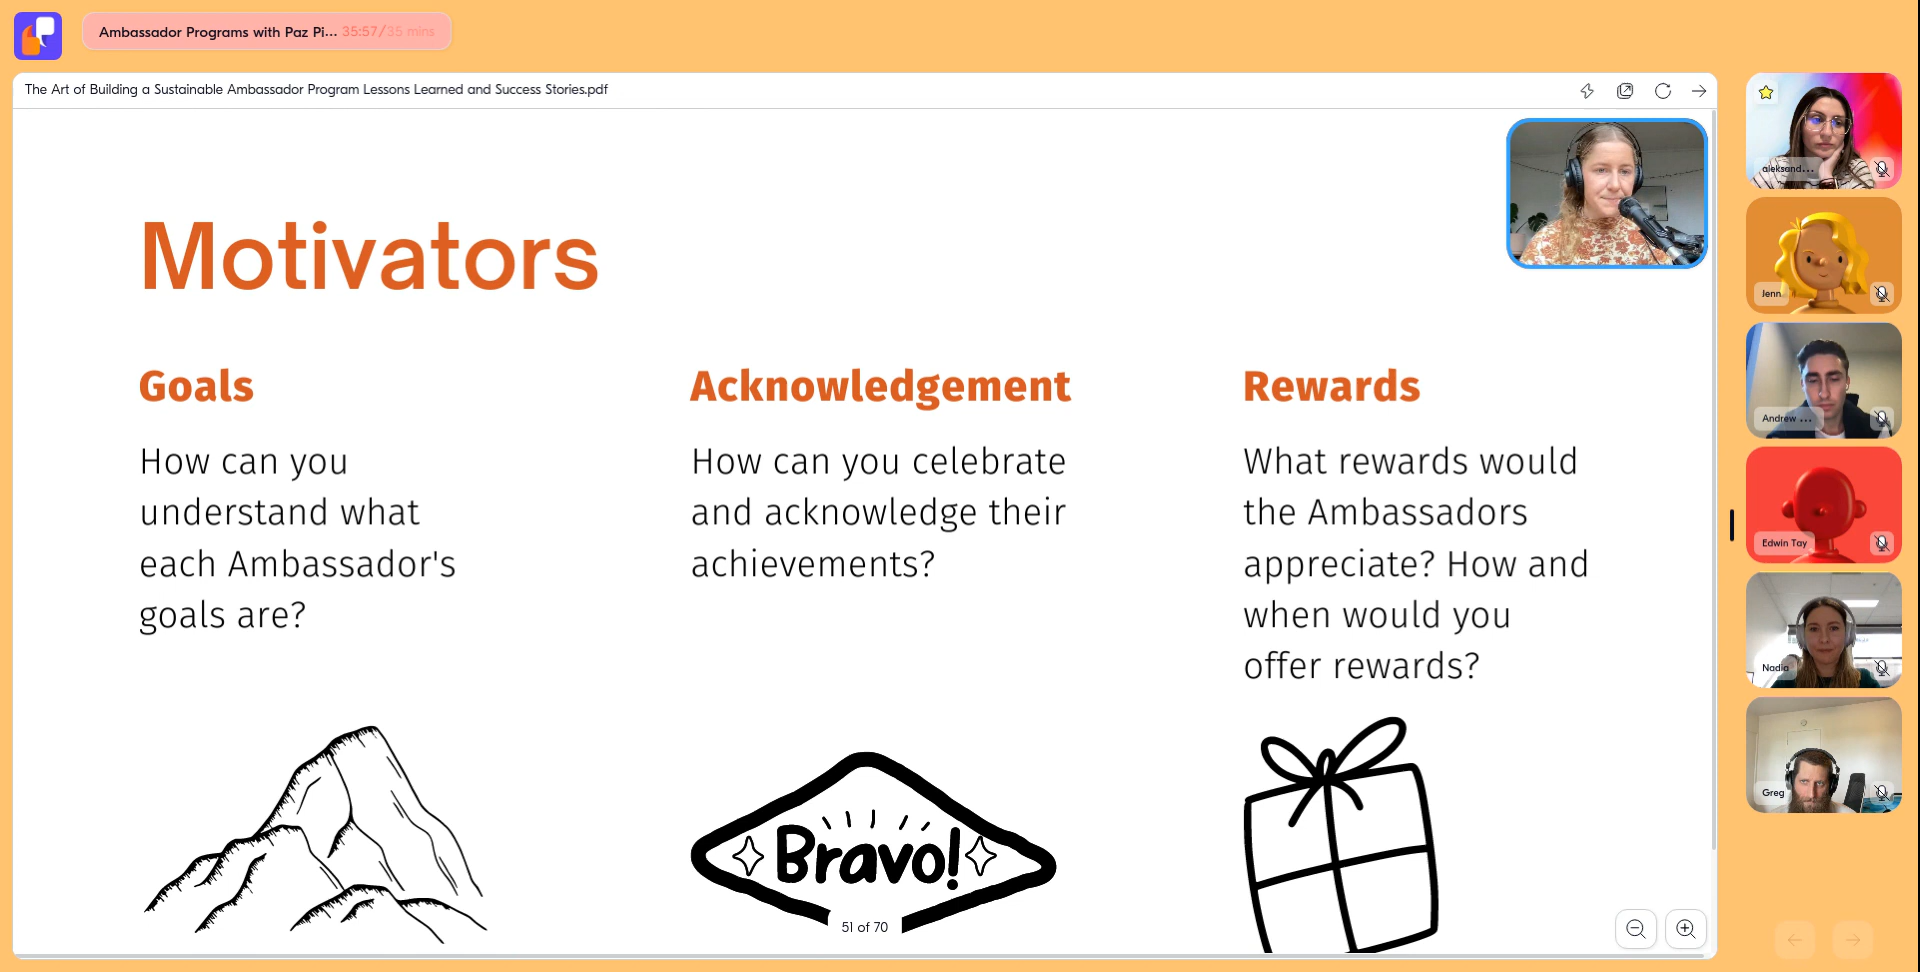 Ambassador Programs with Paz Pi... 35:57/35 mins
The Art of Building a Sustainable Ambassador Program Lessons Learned and Success Stories.pdf
Motivators
Goals
How can you
understand what
each Ambassador's
goals are?
Acknowledgement
How can you celebrate
and acknowledge their
achievements?
Rewards
What rewards would
the Ambassadors
appreciate? How and
when would you
offer rewards?
Bravo!
51 of 70
aleksand...
Jenn
Andrew ...
Edwin Tay
Nadia
Greg